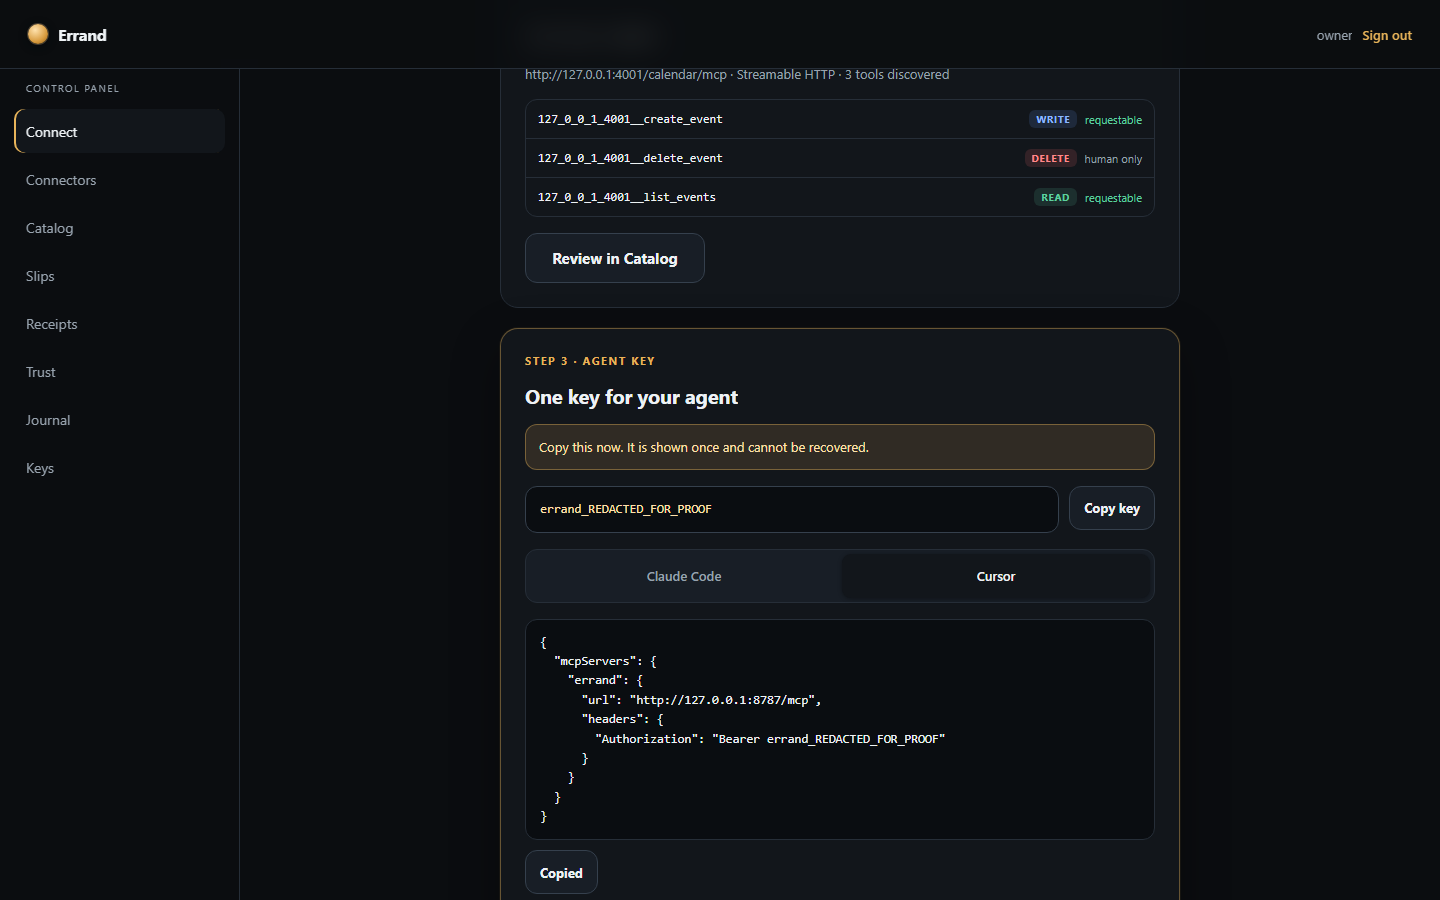 Errand
owner Sign out
CONTROL PANEL
Connect
Connectors
Catalog
Slips
Receipts
Trust
Journal
Keys
http://127.0.0.1:4001/calendar/mcp · Streamable HTTP · 3 tools discovered
127_0_0_1_4001__create_event WRITE requestable
127_0_0_1_4001__delete_event DELETE human only
127_0_0_1_4001__list_events READ requestable
Review in Catalog
STEP 3 · AGENT KEY
One key for your agent
Copy this now. It is shown once and cannot be recovered.
errand_REDACTED_FOR_PROOF Copy key
Claude Code Cursor
{
  "mcpServers": {
    "errand": {
      "url": "http://127.0.0.1:8787/mcp",
      "headers": {
        "Authorization": "Bearer errand_REDACTED_FOR_PROOF"
      }
    }
  }
}
Copied